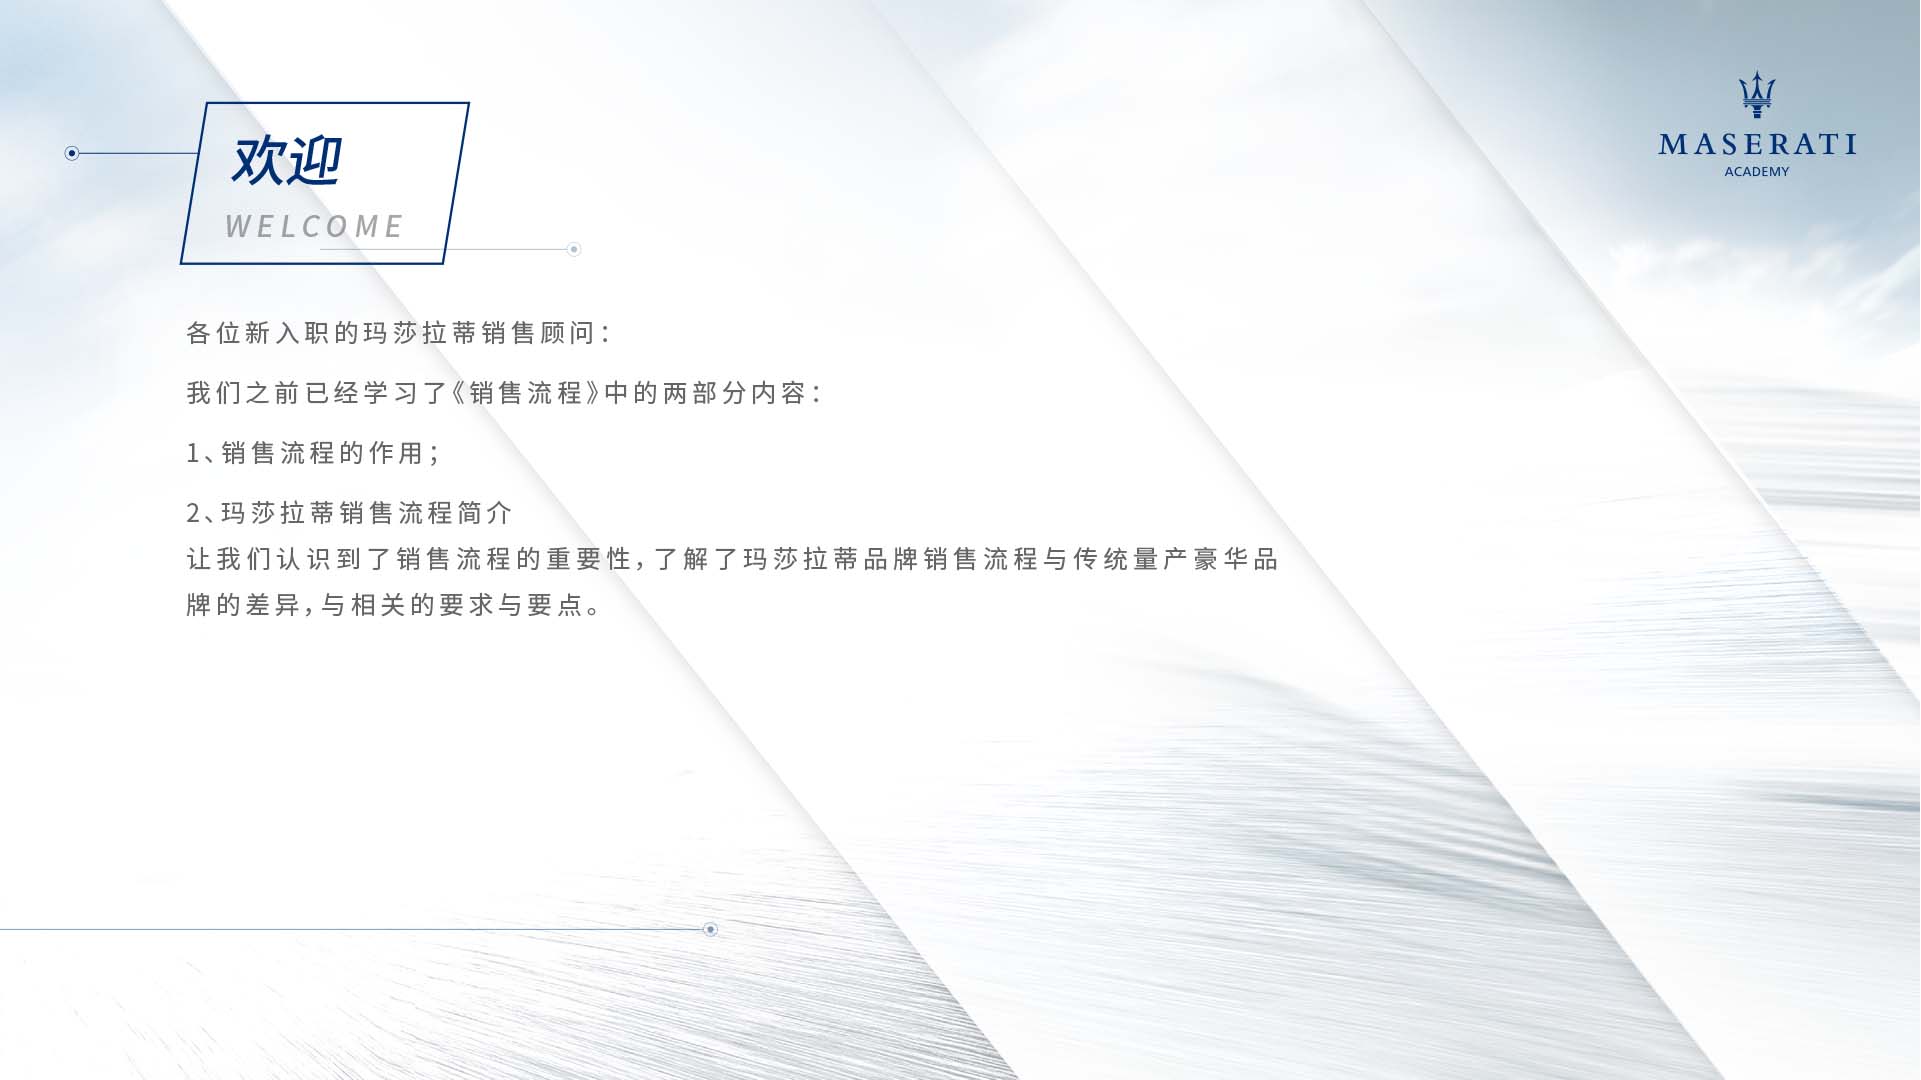 欢迎
WELCOME
MASERATI
ACADEMY
各位新入职的玛莎拉蒂销售顾问：
我们之前已经学习了《销售流程》中的两部分内容：
1、销售流程的作用；
2、玛莎拉蒂销售流程简介
让我们认识到了销售流程的重要性，了解了玛莎拉蒂品牌销售流程与传统量产豪华品
牌的差异，与相关的要求与要点。